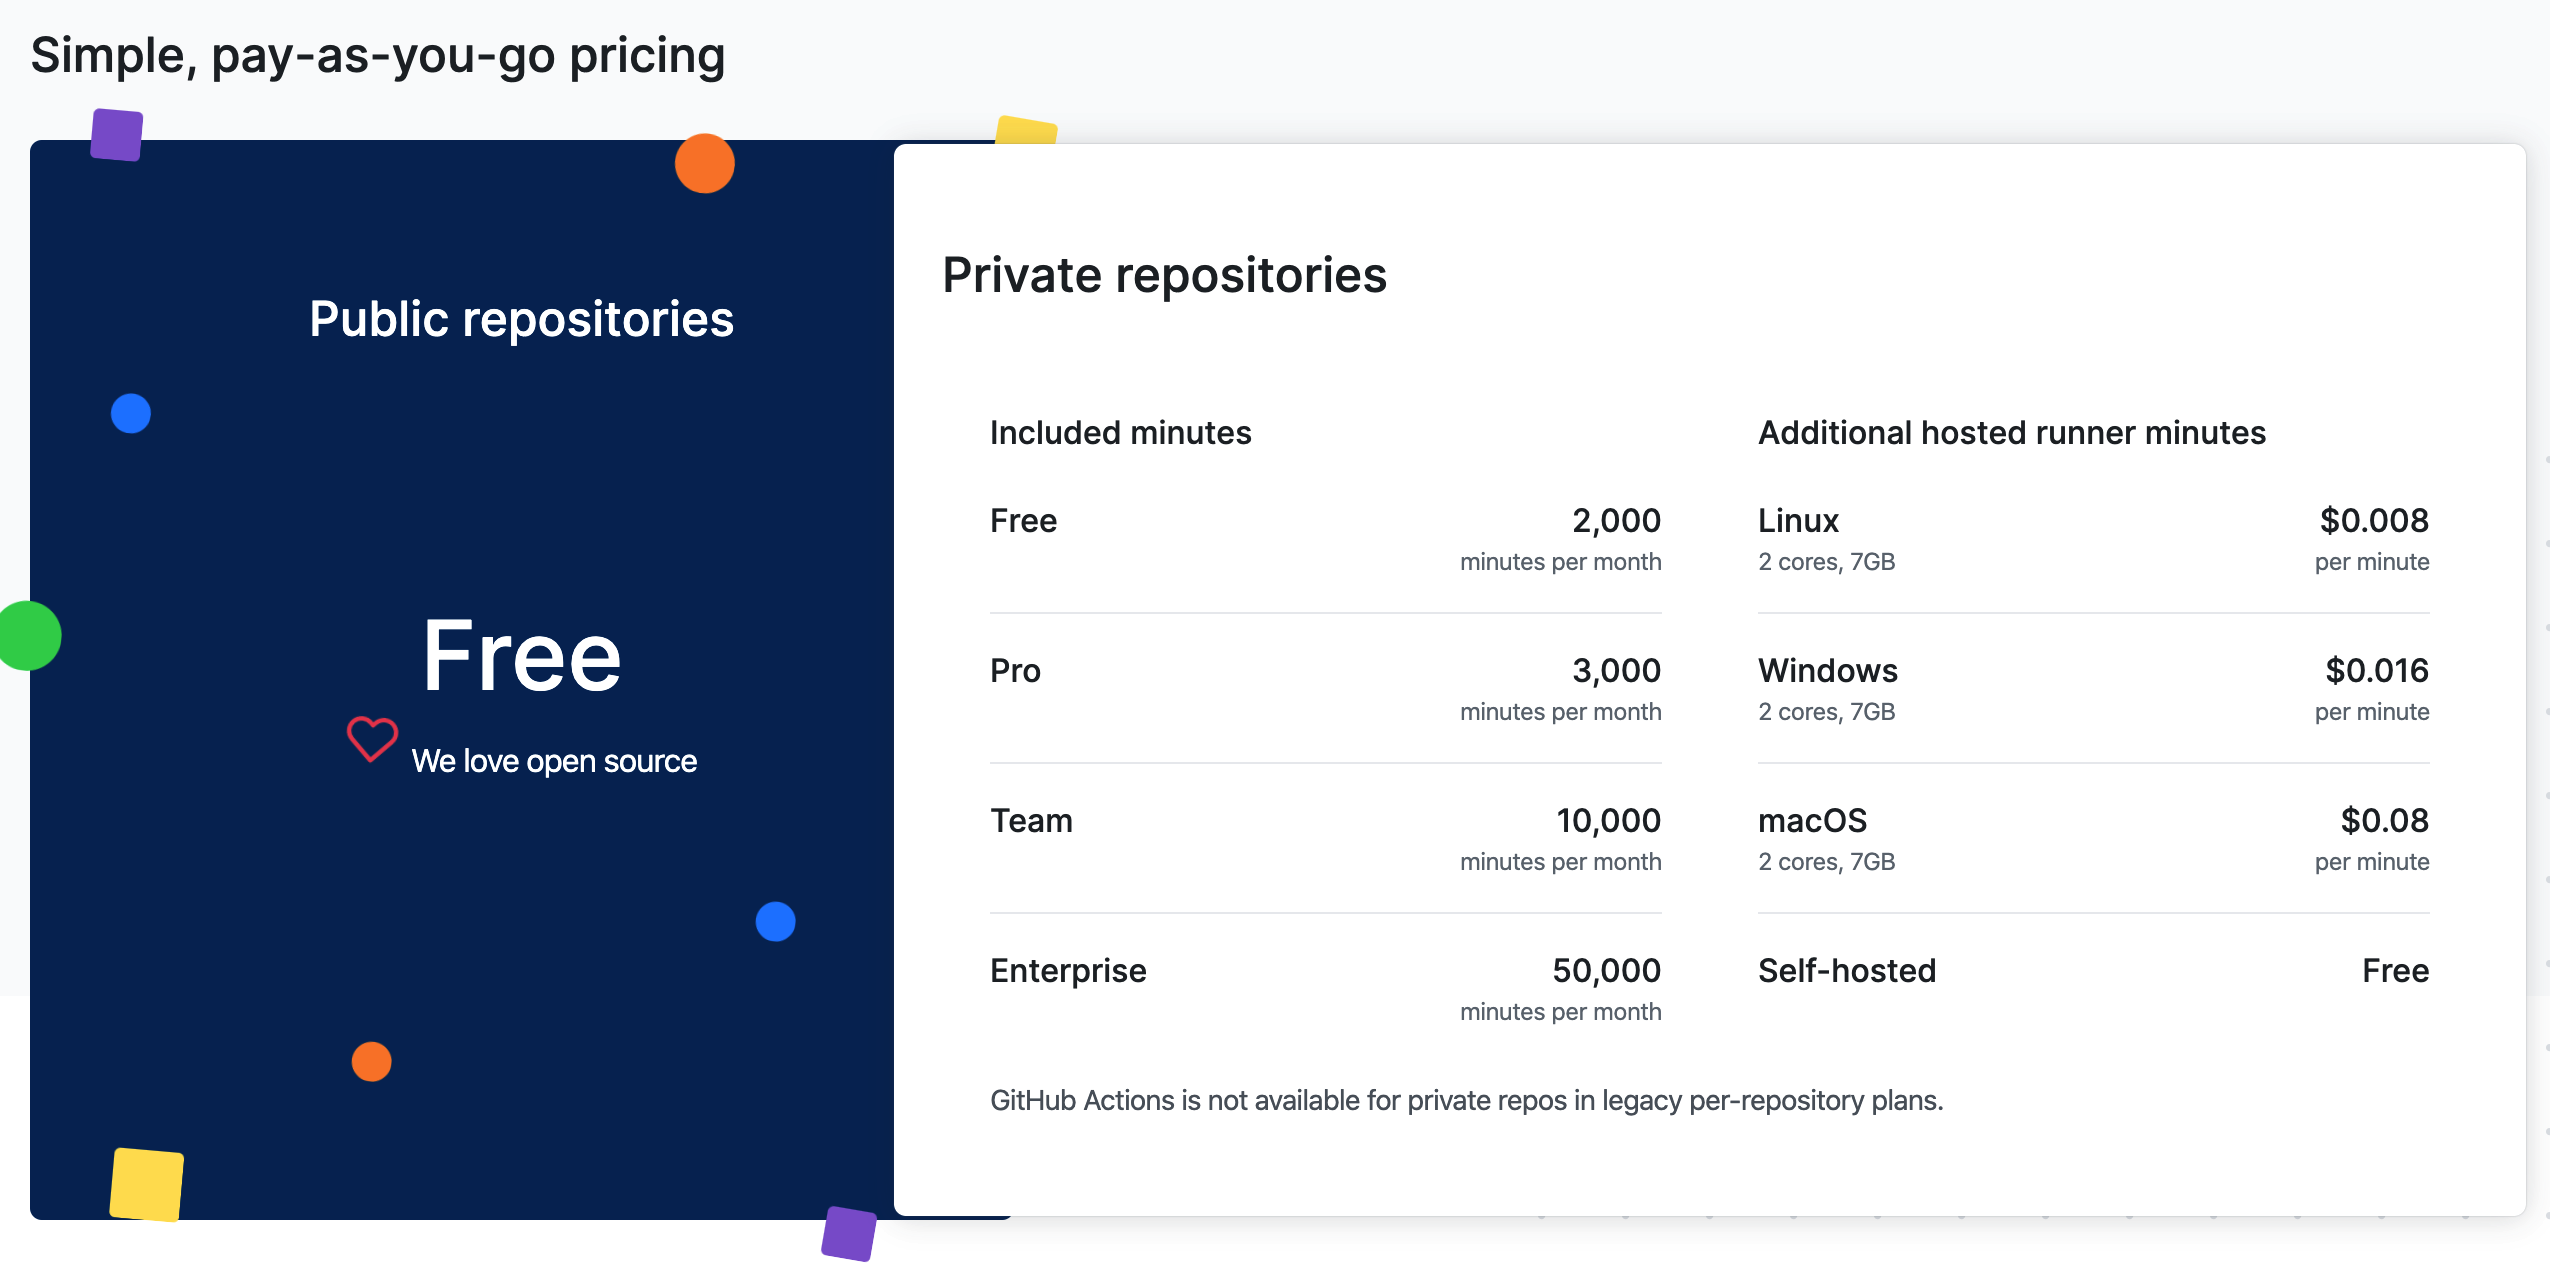 Simple, pay-as-you-go pricing
Public repositories
Free
We love open source
Private repositories
Included minutes
Free
2,000
minutes per month
Pro
3,000
minutes per month
Team
10,000
minutes per month
Enterprise
50,000
minutes per month
Additional hosted runner minutes
Linux
$0.008
2 cores, 7GB
per minute
Windows
$0.016
2 cores, 7GB
per minute
macOS
$0.08
2 cores, 7GB
per minute
Self-hosted
Free
GitHub Actions is not available for private repos in legacy per-repository plans.